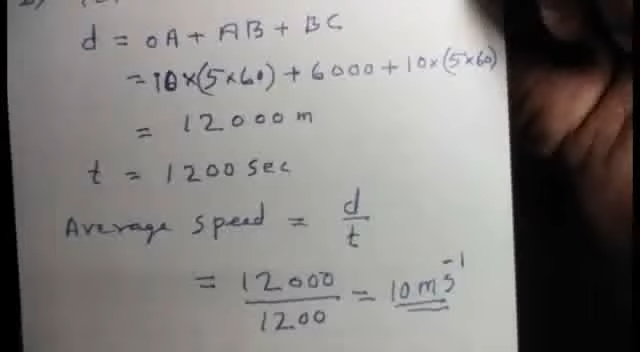 d = OA + AB + BC
= 10×(5×60) + 6000 + 10×(5×60)
= 12000 m
t = 1200 sec
Average speed = d/t
= 12000/1200 = 10 m s⁻¹